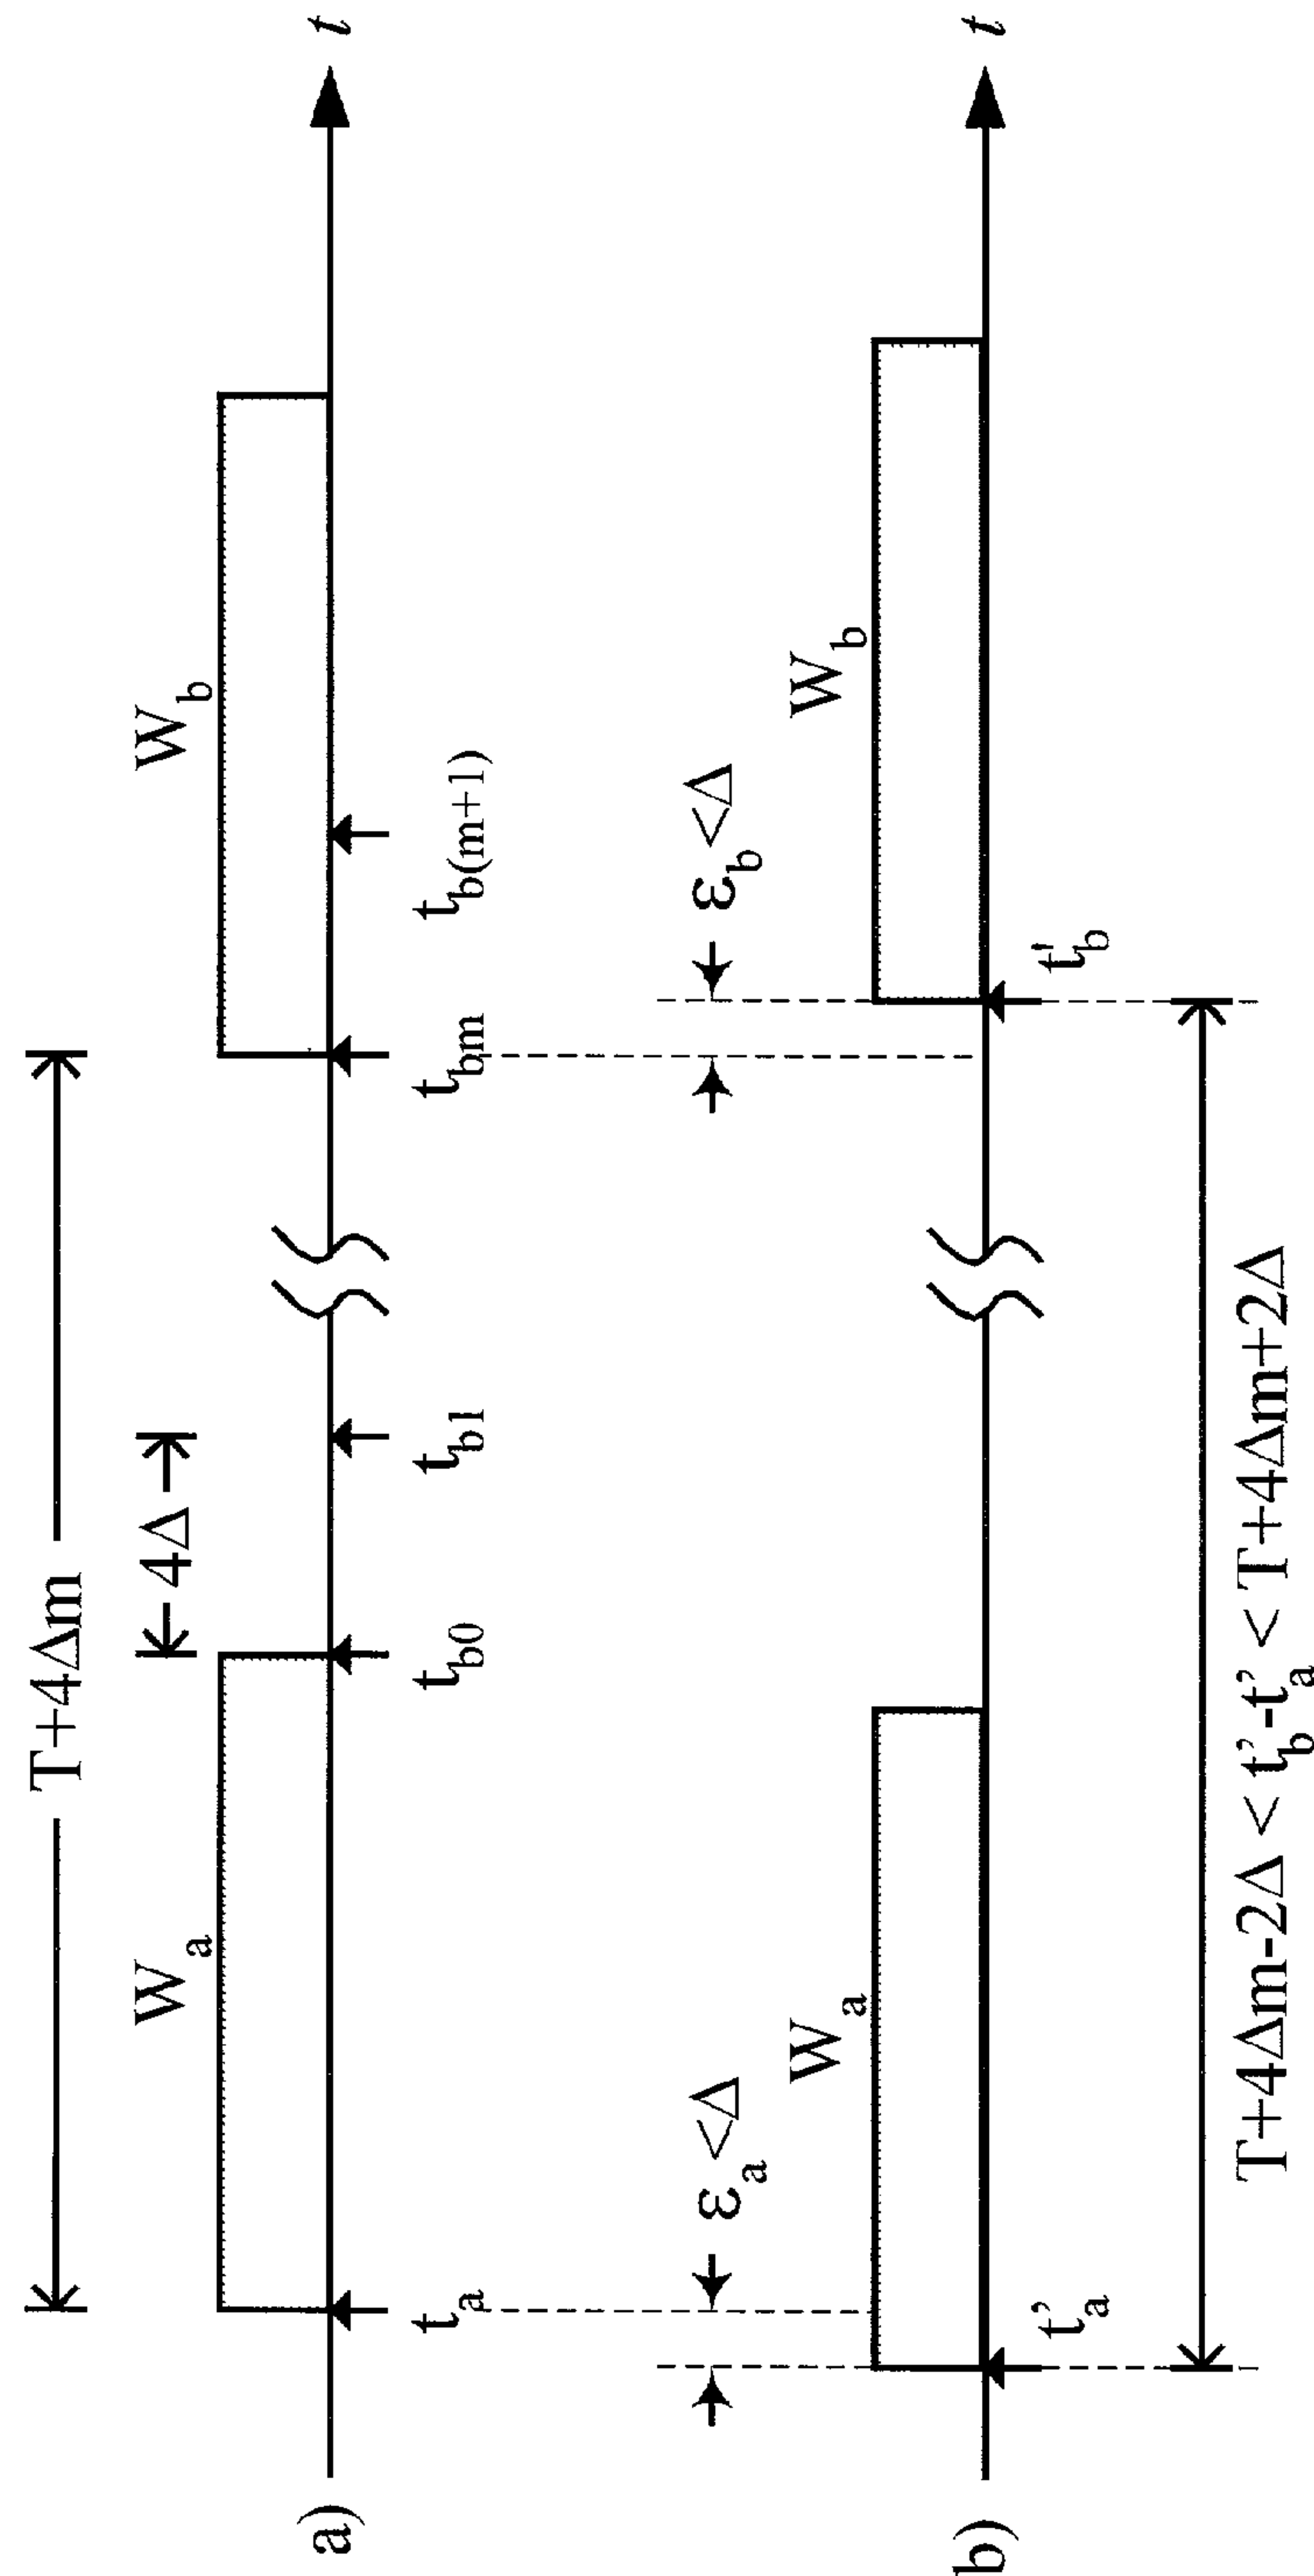 T+4Δm
4Δ
W_a
W_b
a)
t
t_a
t_b0
t_b1
t_bm
t_b(m+1)
ε_a <Δ
ε_b <Δ
W_a
W_b
b)
t
t’_a
t'_b
T+4Δm-2Δ < t’_b-t’_a < T+4Δm+2Δ